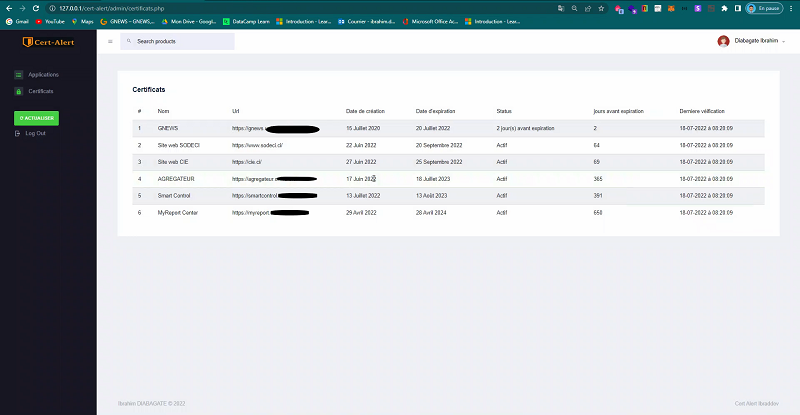 127.0.0.1/cert-alert/admin/certificats.php
En pause
Gmail YouTube Maps GNEWS – GNEWS,... Mon Drive - Googl... DataCamp Learn Introduction - Lear... Courrier - ibrahim.d... Microsoft Office Ac... Introduction - Lear...
Cert-Alert
Search products
Diabagate Ibrahim
Applications
Certificats
ACTUALISER
Log Out
Certificats
# Nom Url Date de création Date d'expiration Status jours avant expiration Derniere vérification
1 GNEWS https://gnews. 15 Juillet 2020 20 Juillet 2022 2 jour(s) avant expiration 2 18-07-2022 à 08:20:09
2 Site web SODECI https://www.sodeci.ci/ 22 Juin 2022 20 Septembre 2022 Actif 64 18-07-2022 à 08:20:09
3 Site web CIE https://cie.ci/ 27 Juin 2022 25 Septembre 2022 Actif 69 18-07-2022 à 08:20:09
4 AGREGATEUR https://agregateur. 17 Juin 2022 18 Juillet 2023 Actif 365 18-07-2022 à 08:20:09
5 Smart Control https://smartcontrol. 13 Juillet 2022 13 Août 2023 Actif 391 18-07-2022 à 08:20:09
6 MyReport Center https://myreport. 29 Avril 2022 28 Avril 2024 Actif 650 18-07-2022 à 08:20:09
Ibrahim DIABAGATE © 2022
Cert Alert Ibraddev